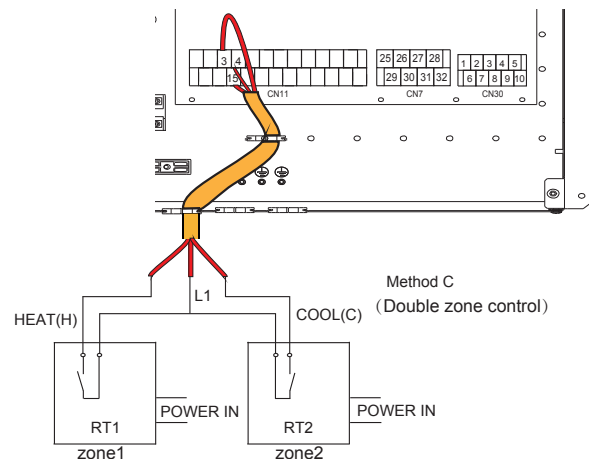 3 4
15
CN11
25 26 27 28
29 30 31 32
CN7
1 2 3 4 5
6 7 8 9 10
CN30
L1
HEAT(H)
COOL(C)
Method C
（Double zone control）
RT1
POWER IN
zone1
RT2
POWER IN
zone2